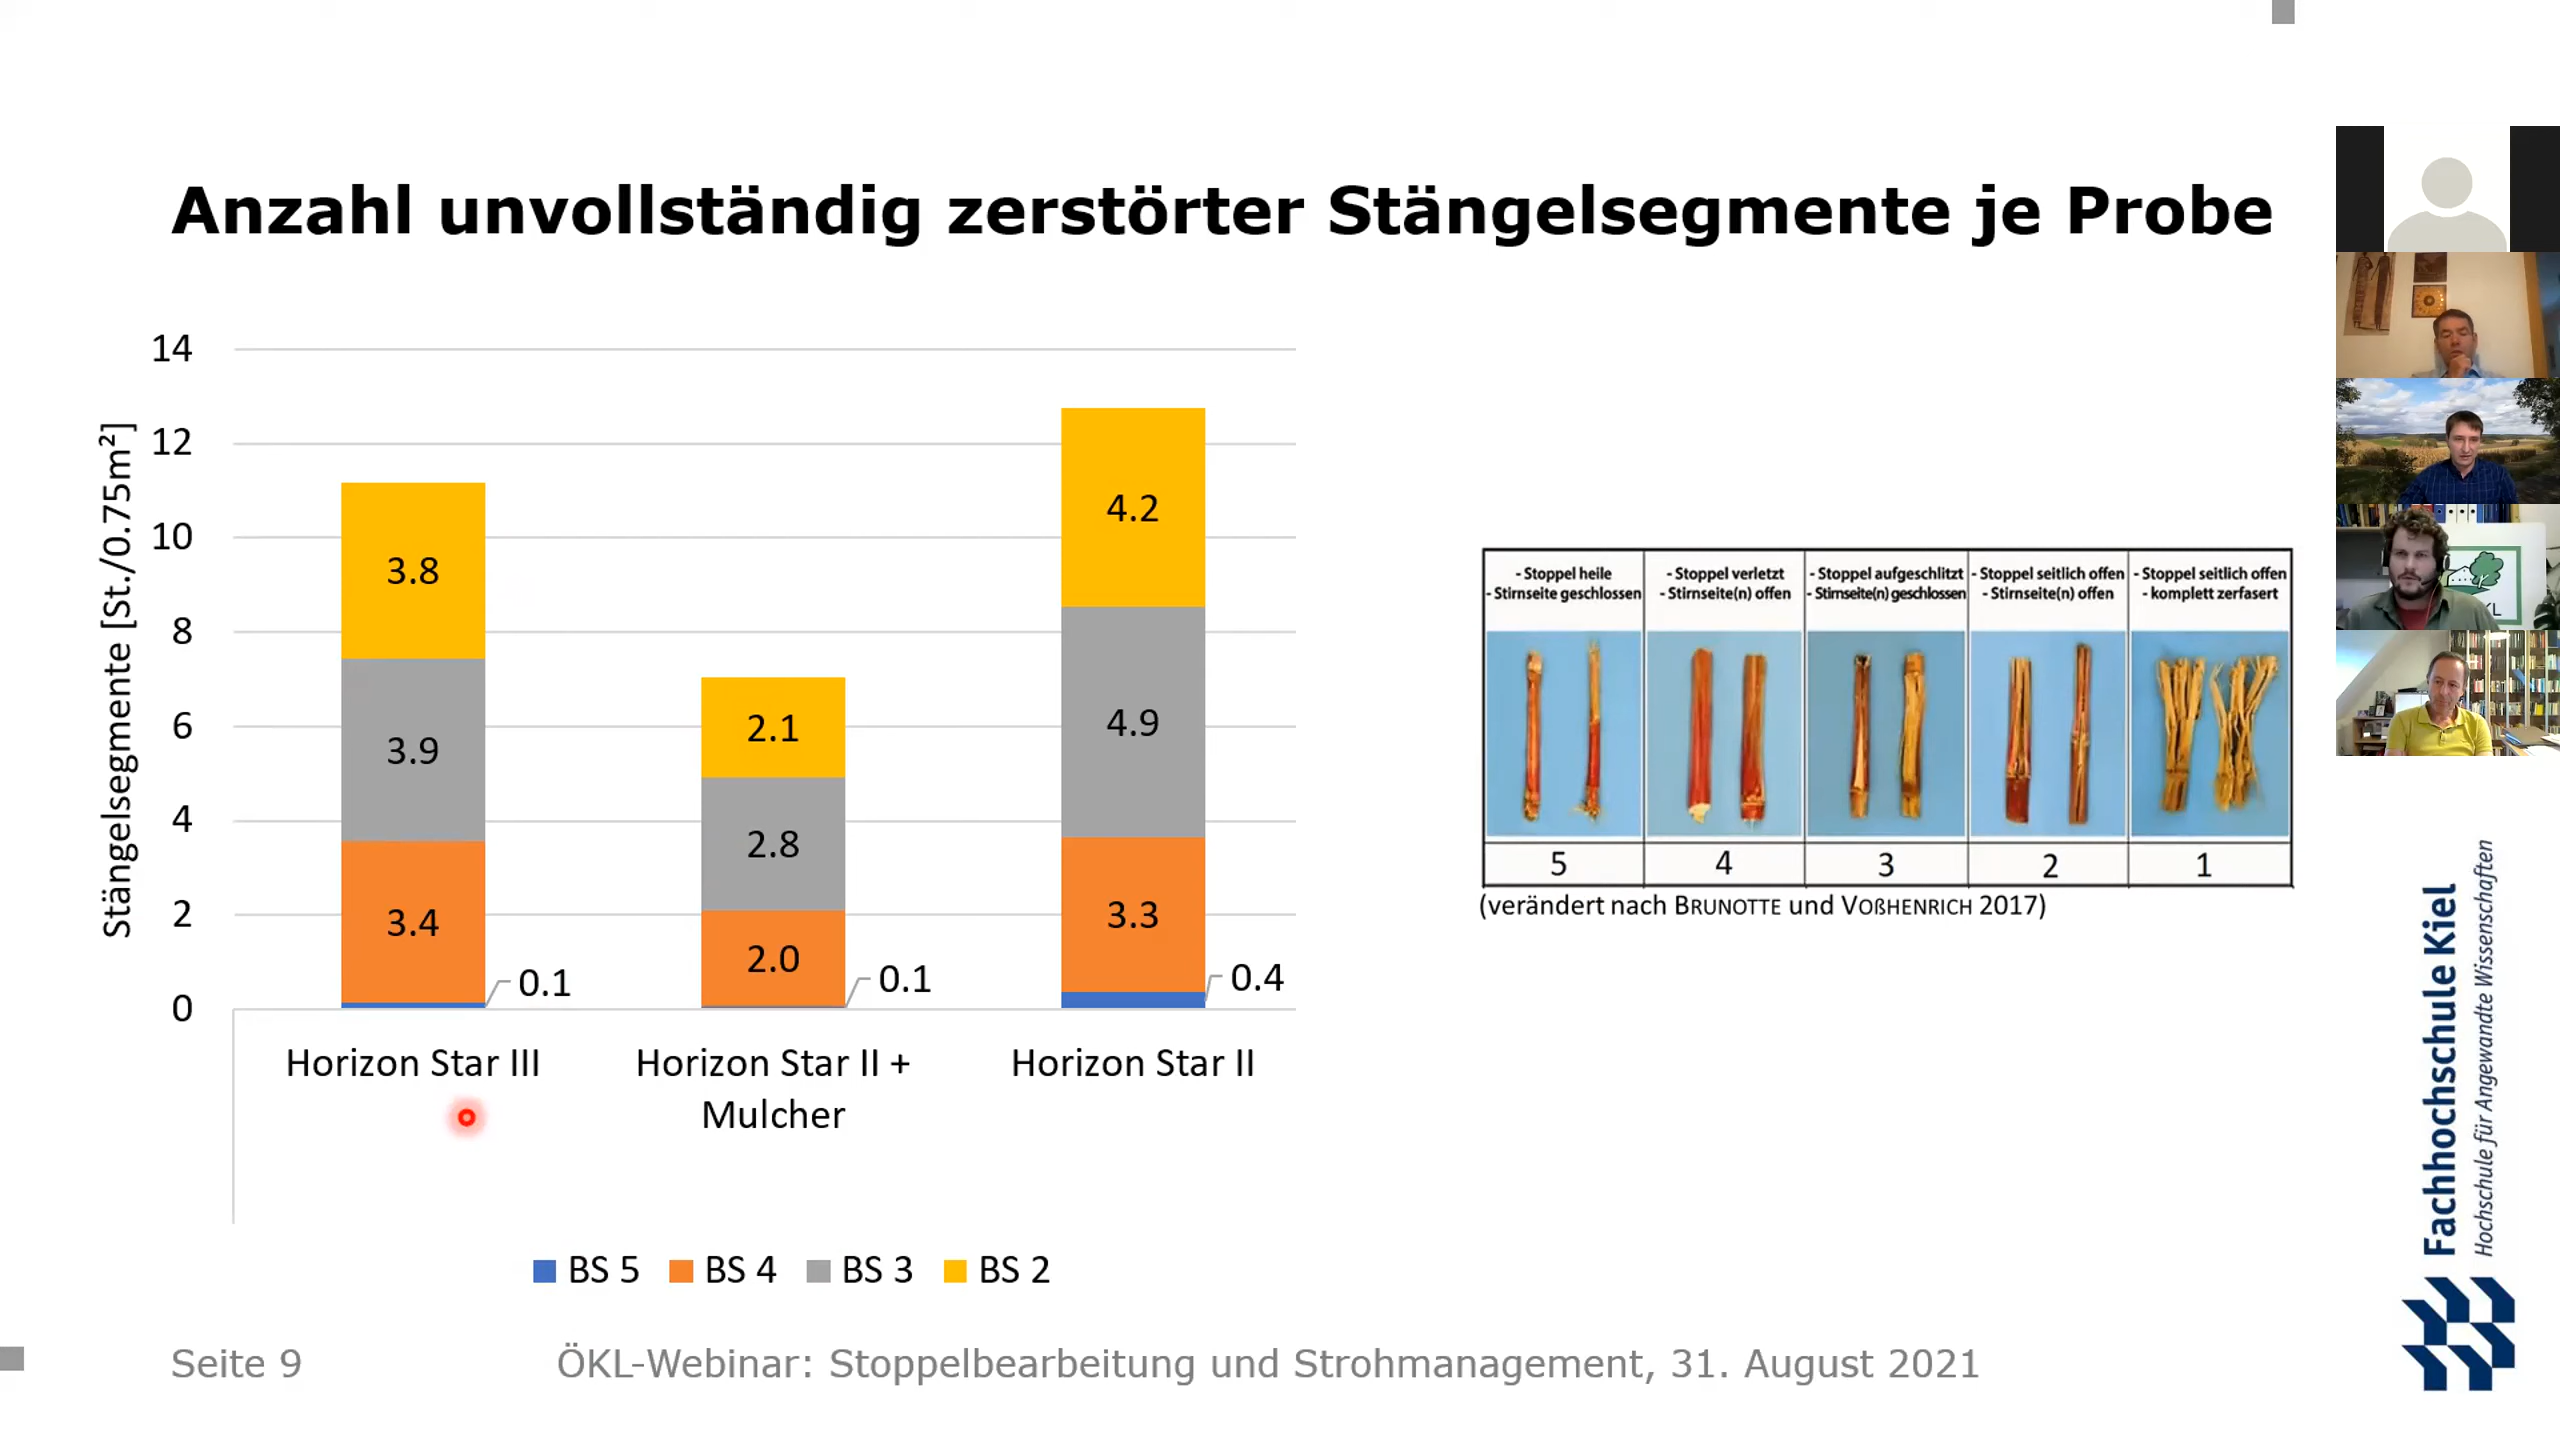 Anzahl unvollständig zerstörter Stängelsegmente je Probe
Stängelsegmente [St./0.75m²]
14
12
10
8
6
4
2
0
3.8
3.9
3.4
0.1
2.1
2.8
2.0
0.1
4.2
4.9
3.3
0.4
Horizon Star III
Horizon Star II +
Mulcher
Horizon Star II
BS 5
BS 4
BS 3
BS 2
- Stoppel heile
- Stirnseite geschlossen
- Stoppel verletzt
- Stirnseite(n) offen
- Stoppel aufgeschlitzt
- Stirnseite(n) geschlossen
- Stoppel seitlich offen
- Stirnseite(n) offen
- Stoppel seitlich offen
- komplett zerfasert
5
4
3
2
1
(verändert nach BRUNOTTE und VOẞHENRICH 2017)
KL
Fachhochschule Kiel
Hochschule für Angewandte Wissenschaften
Seite 9
ÖKL-Webinar: Stoppelbearbeitung und Strohmanagement, 31. August 2021